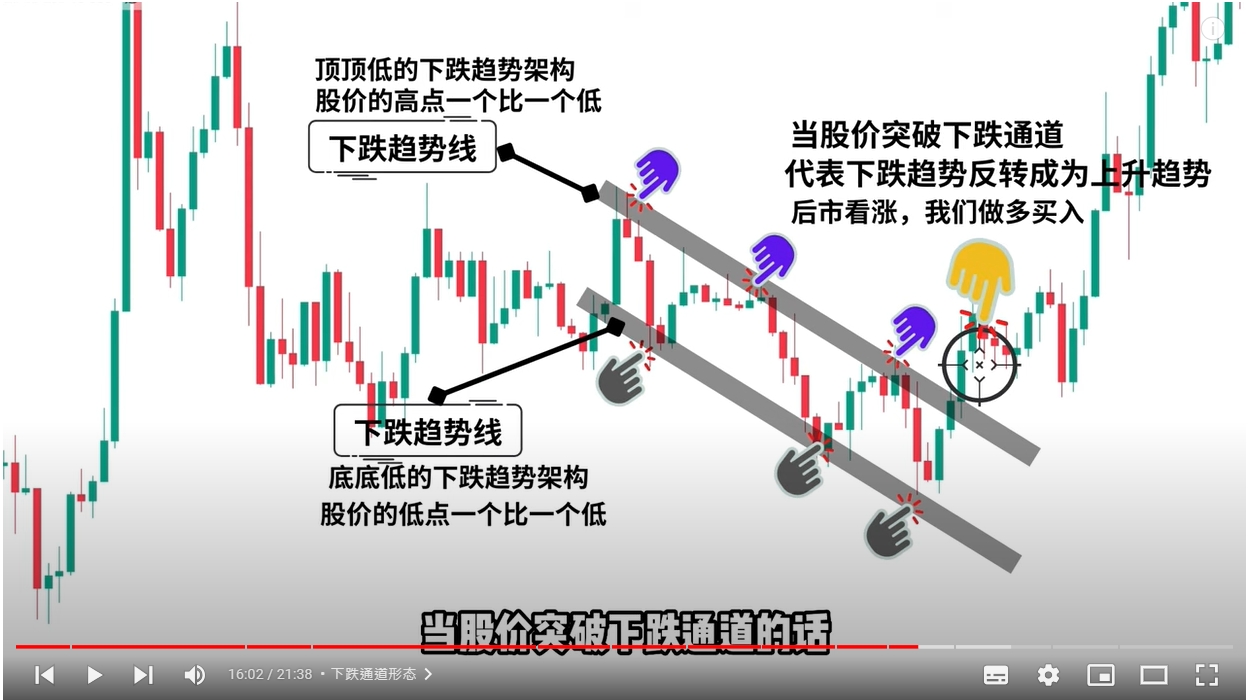 顶顶低的下跌趋势架构
股价的高点一个比一个低
下跌趋势线
当股价突破下跌通道
代表下跌趋势反转成为上升趋势
后市看涨，我们做多买入
下跌趋势线
底底低的下跌趋势架构
股价的低点一个比一个低
当股价突破下跌通道的话
16:02 / 21:38 • 下跌通道形态